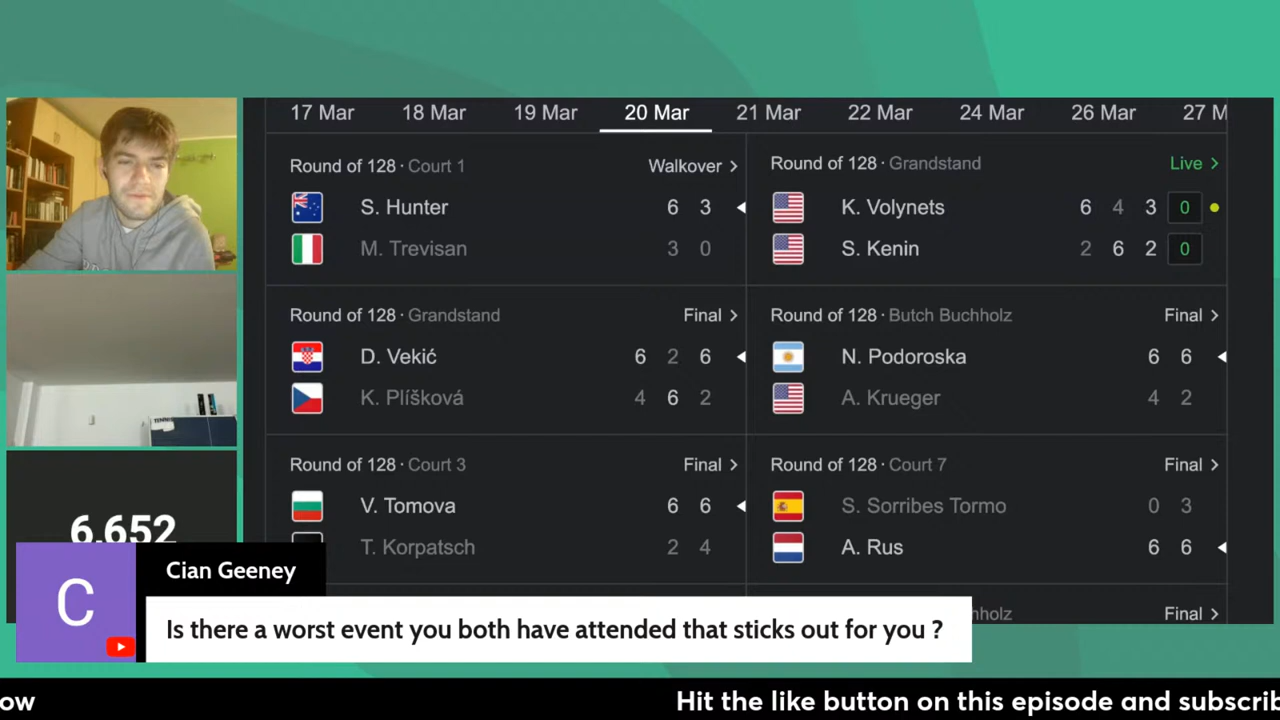 17 Mar 18 Mar 19 Mar 20 Mar 21 Mar 22 Mar 24 Mar 26 Mar 27 M
Round of 128 · Court 1 Walkover
S. Hunter 6 3
M. Trevisan 3 0
Round of 128 · Grandstand Live
K. Volynets 6 4 3 0
S. Kenin 2 6 2 0
Round of 128 · Grandstand Final
D. Vekić 6 2 6
K. Plíšková 4 6 2
Round of 128 · Butch Buchholz Final
N. Podoroska 6 6
A. Krueger 4 2
Round of 128 · Court 3 Final
V. Tomova 6 6
T. Korpatsch 2 4
Round of 128 · Court 7 Final
S. Sorribes Tormo 0 3
A. Rus 6 6
hholz Final
TENNIS
6,652
C
Cian Geeney
Is there a worst event you both have attended that sticks out for you ?
ow Hit the like button on this episode and subscrib